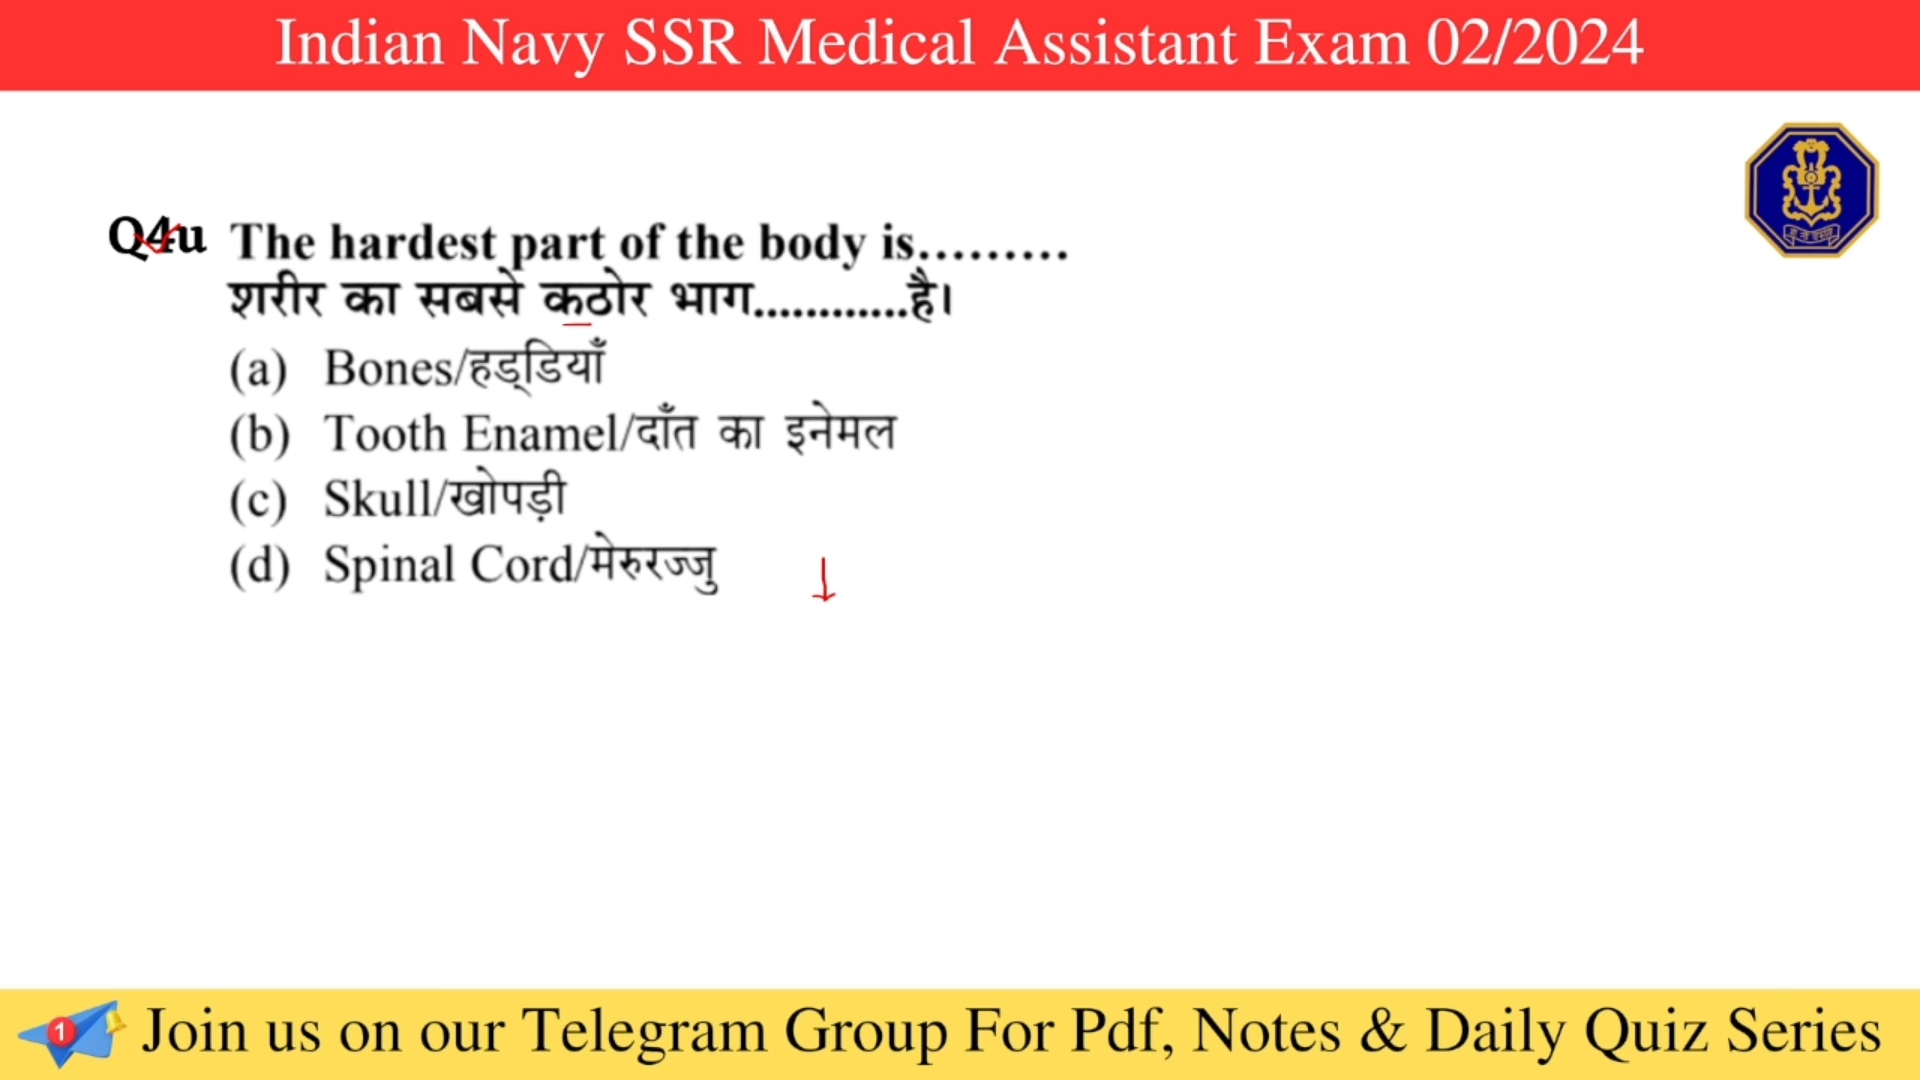 Indian Navy SSR Medical Assistant Exam 02/2024
Q4u The hardest part of the body is.........
शरीर का सबसे कठोर भाग............है।
(a) Bones/हड्डियाँ
(b) Tooth Enamel/दाँत का इनेमल
(c) Skull/खोपड़ी
(d) Spinal Cord/मेरुरज्जु
1 Join us on our Telegram Group For Pdf, Notes & Daily Quiz Series